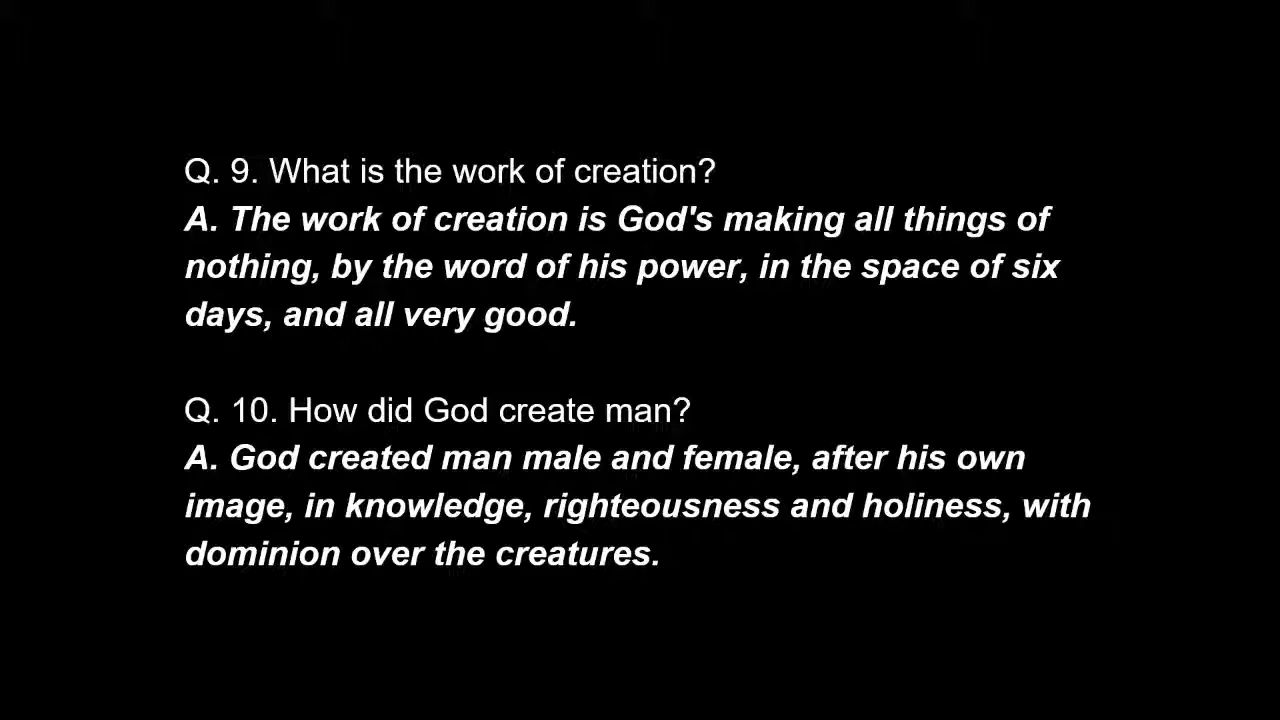 Q. 9. What is the work of creation?
A. The work of creation is God's making all things of
nothing, by the word of his power, in the space of six
days, and all very good.
Q. 10. How did God create man?
A. God created man male and female, after his own
image, in knowledge, righteousness and holiness, with
dominion over the creatures.